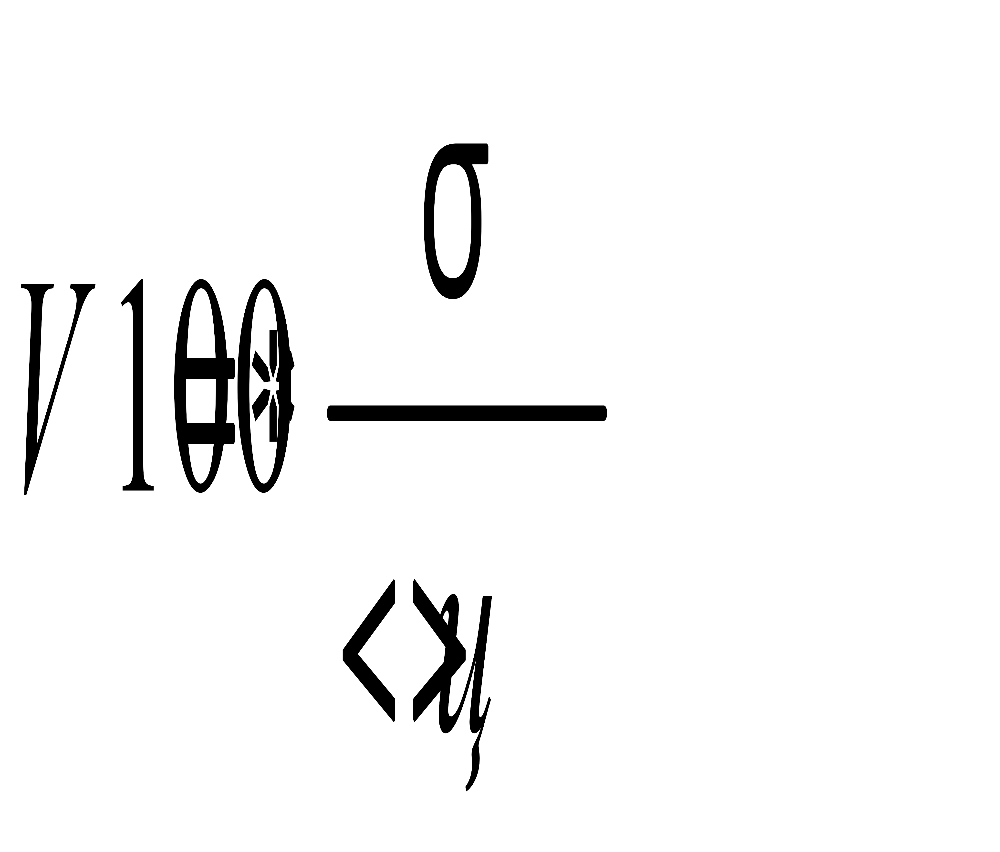 V = 100 * σ
< u > ,